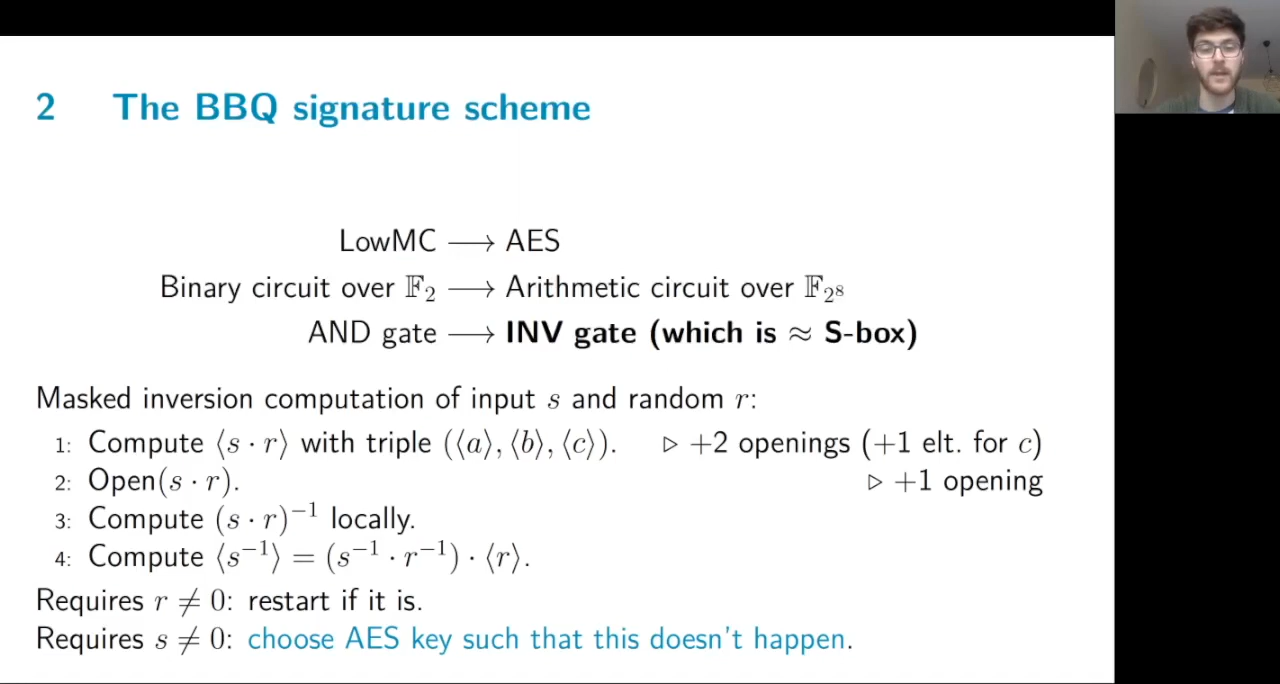 2 The BBQ signature scheme
LowMC ⟶ AES
Binary circuit over 𝔽₂ ⟶ Arithmetic circuit over 𝔽₂₈
AND gate ⟶ INV gate (which is ≈ S-box)
Masked inversion computation of input s and random r:
1: Compute ⟨s · r⟩ with triple (⟨a⟩, ⟨b⟩, ⟨c⟩). ▷ +2 openings (+1 elt. for c)
2: Open(s · r). ▷ +1 opening
3: Compute (s · r)⁻¹ locally.
4: Compute ⟨s⁻¹⟩ = (s⁻¹ · r⁻¹) · ⟨r⟩.
Requires r ≠ 0: restart if it is.
Requires s ≠ 0: choose AES key such that this doesn't happen.